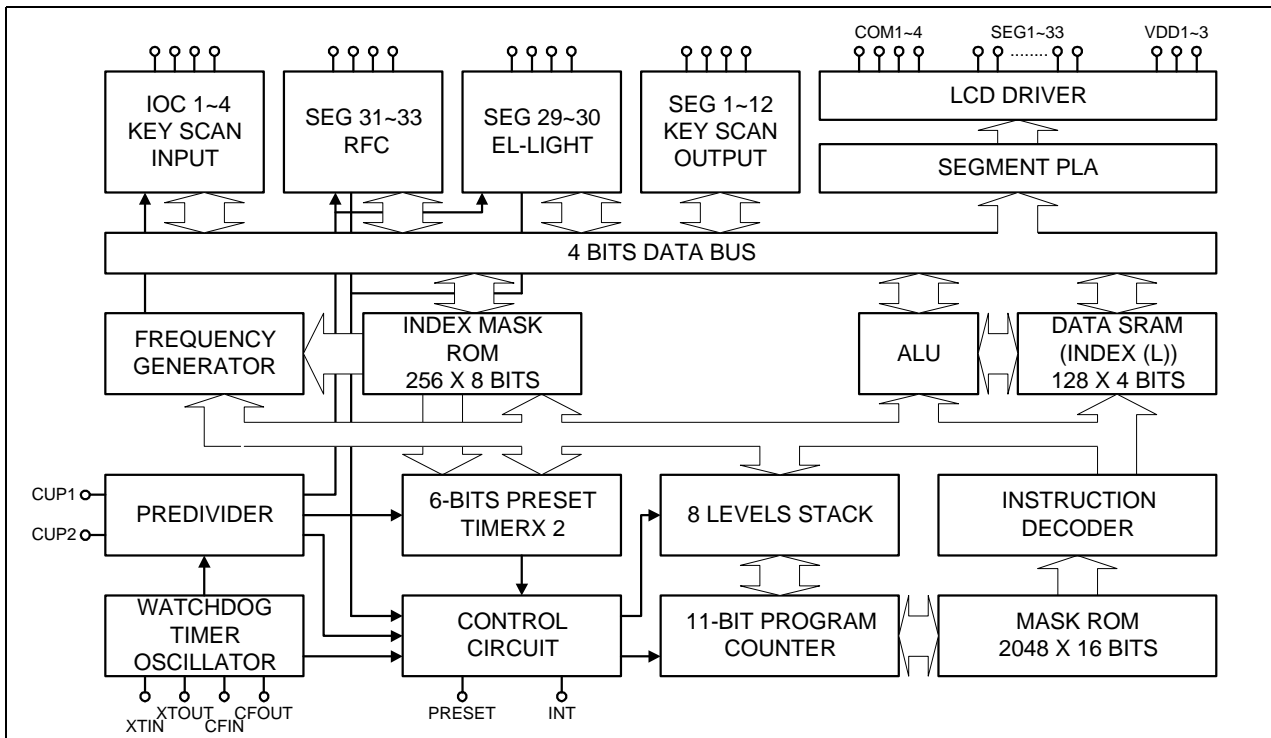 COM1~4
SEG1~33
VDD1~3
........
IOC 1~4
KEY SCAN
INPUT
SEG 31~33
RFC
SEG 29~30
EL-LIGHT
SEG 1~12
KEY SCAN
OUTPUT
LCD DRIVER
SEGMENT PLA
4 BITS DATA BUS
FREQUENCY
GENERATOR
INDEX MASK
ROM
256 X 8 BITS
ALU
DATA SRAM
(INDEX (L))
128 X 4 BITS
CUP1
CUP2
PREDIVIDER
6-BITS PRESET
TIMERX 2
8 LEVELS STACK
INSTRUCTION
DECODER
WATCHDOG
TIMER
OSCILLATOR
CONTROL
CIRCUIT
11-BIT PROGRAM
COUNTER
MASK ROM
2048 X 16 BITS
XTIN
XTOUT
CFIN
CFOUT
PRESET
INT